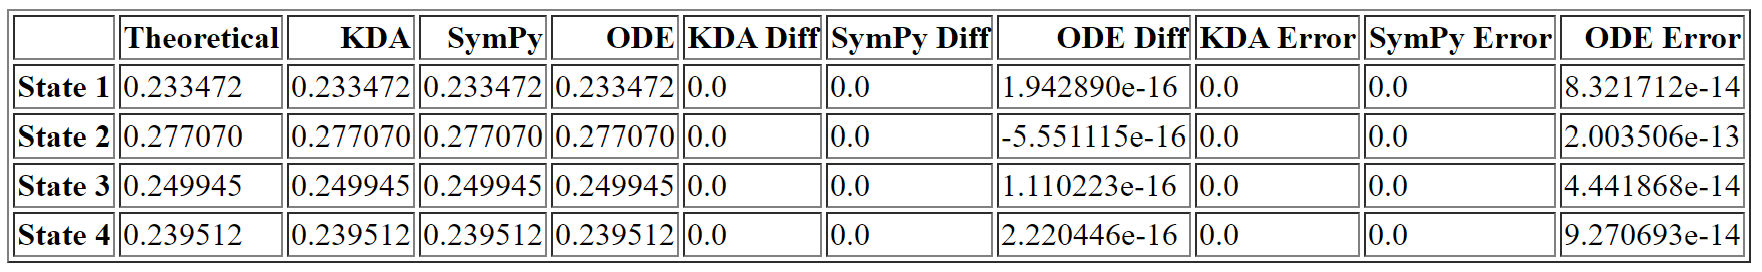 Theoretical KDA SymPy ODE KDA Diff SymPy Diff ODE Diff KDA Error SymPy Error ODE Error
State 1 0.233472 0.233472 0.233472 0.233472 0.0 0.0 1.942890e-16 0.0 0.0 8.321712e-14
State 2 0.277070 0.277070 0.277070 0.277070 0.0 0.0 -5.551115e-16 0.0 0.0 2.003506e-13
State 3 0.249945 0.249945 0.249945 0.249945 0.0 0.0 1.110223e-16 0.0 0.0 4.441868e-14
State 4 0.239512 0.239512 0.239512 0.239512 0.0 0.0 2.220446e-16 0.0 0.0 9.270693e-14